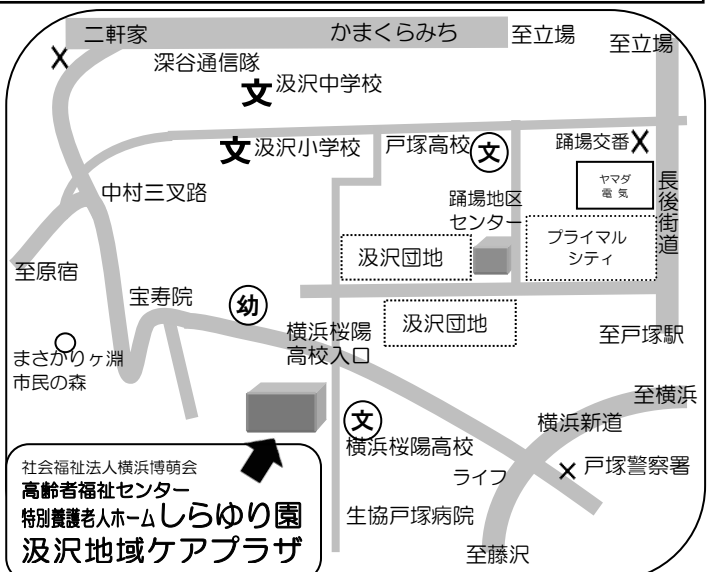 二軒家
かまくらみち
至立場
至立場
深谷通信隊
文 汲沢中学校
文 汲沢小学校
戸塚高校 文
踊場交番
ヤマダ
電 気
長後街道
中村三叉路
踊場地区
センター
プライマル
シティ
汲沢団地
至原宿
宝寿院
幼
汲沢団地
横浜桜陽
高校入口
至戸塚駅
まさかりヶ淵
市民の森
至横浜
横浜新道
文
横浜桜陽高校
ライフ
戸塚警察署
生協戸塚病院
至藤沢
社会福祉法人横浜博萌会
高齢者福祉センター
特別養護老人ホームしらゆり園
汲沢地域ケアプラザ